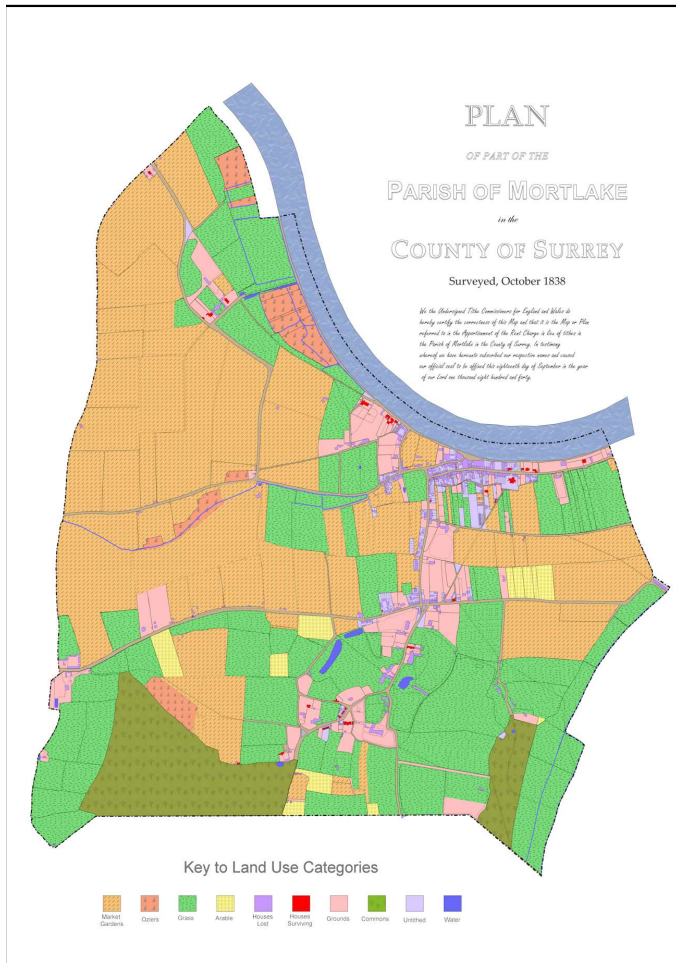 PLAN
OF PART OF THE
PARISH OF MORTLAKE
in the
COUNTY OF SURREY
Surveyed, October 1838
We the Undersigned Tithe Commissioners for England and Wales do
hereby certify the correctness of this Map and that it is the Map or Plan
referred to in the Apportionment of the Rent Charge in lieu of tithes in
the Parish of Mortlake in the County of Surrey. In testimony
whereof we have hereunto subscribed our respective names and caused
our official seal to be affixed this eighteenth day of September in the year
of our Lord one thousand eight hundred and forty.
Key to Land Use Categories
Market Gardens
Oziers
Grass
Arable
Houses Lost
Houses Surviving
Grounds
Commons
Untithed
Water